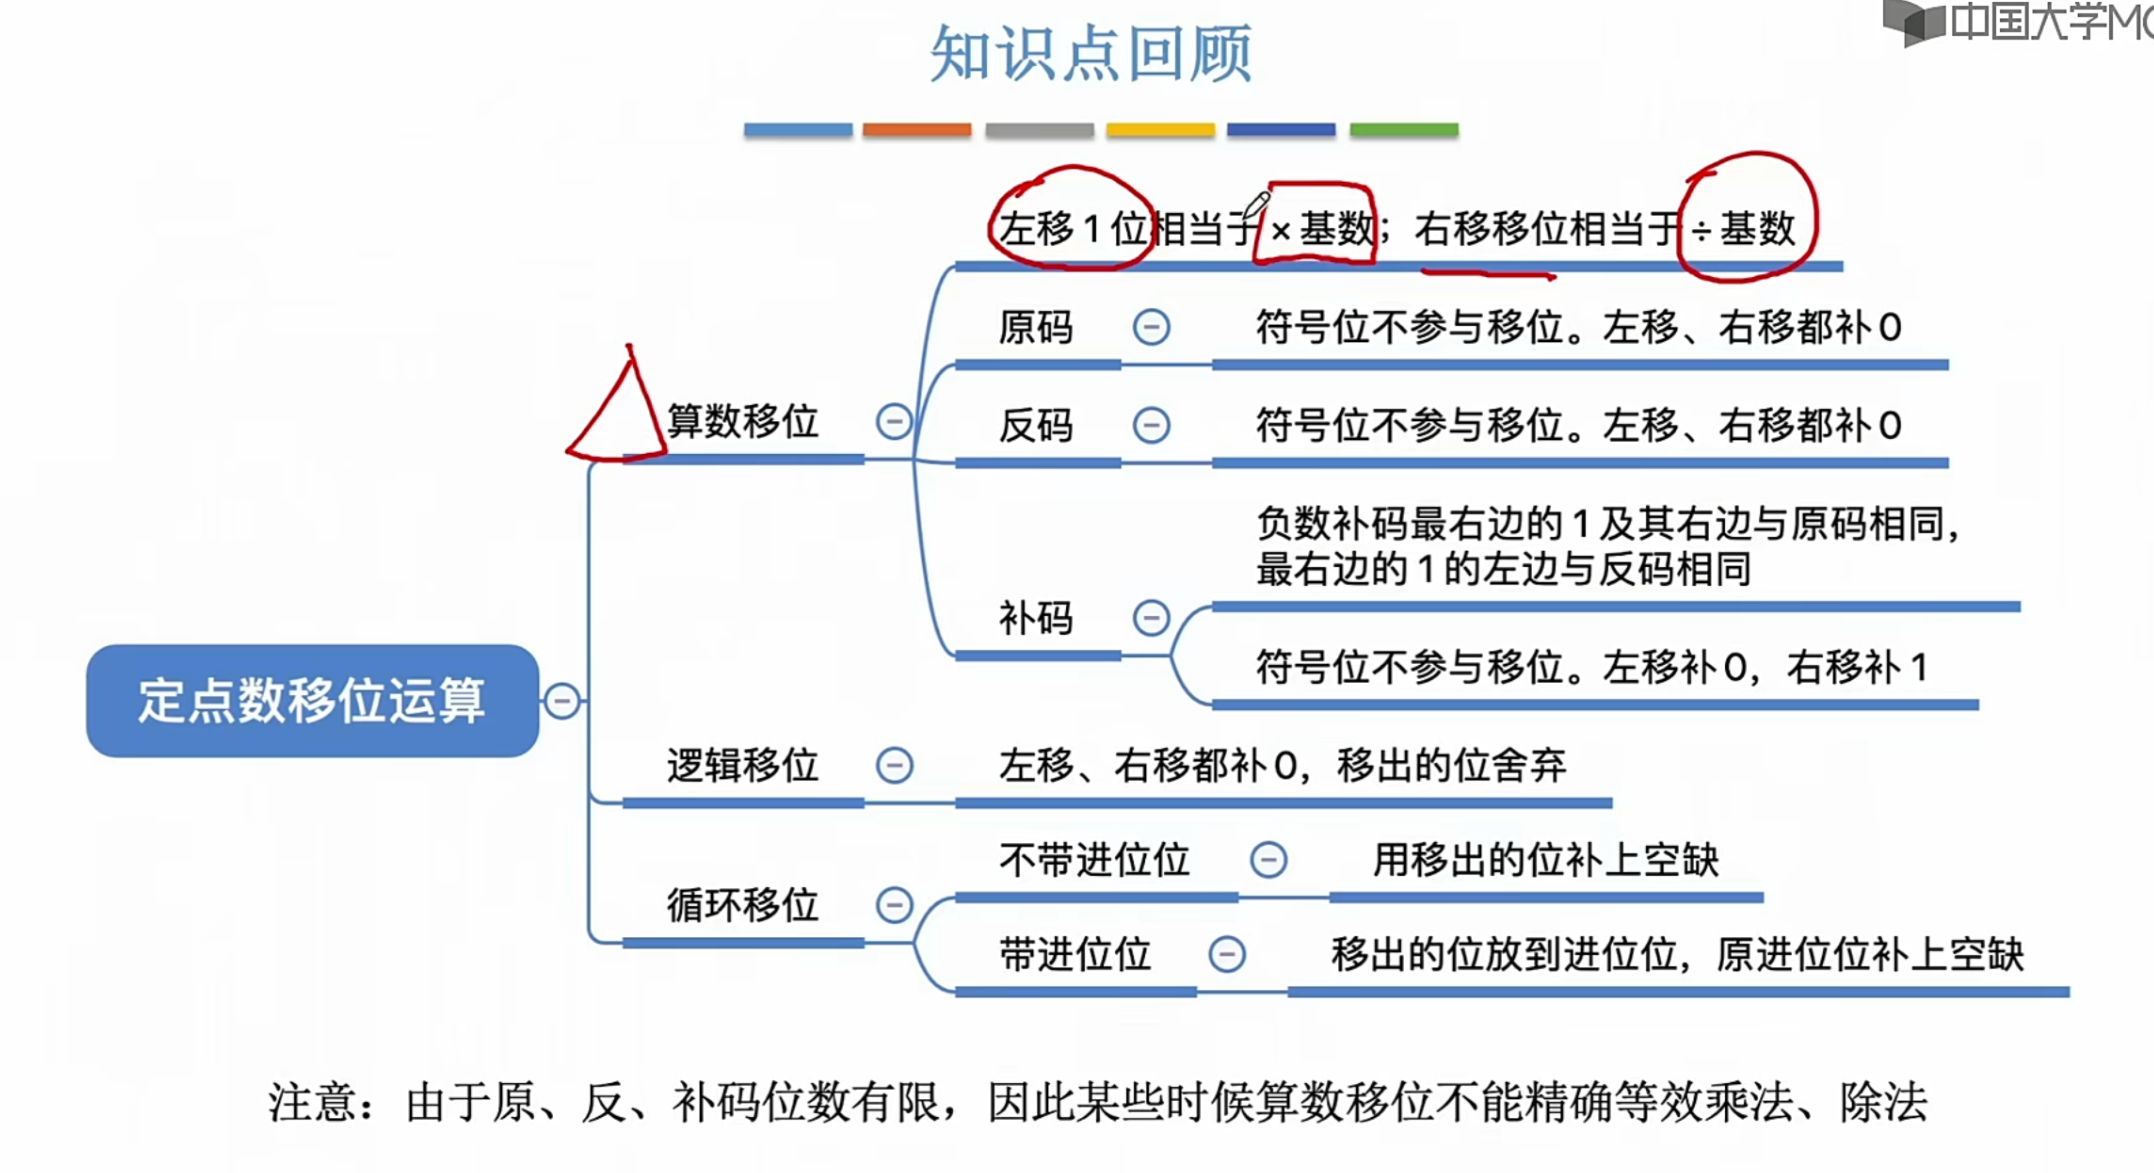 中国大学MO
知识点回顾
左移1位相当于×基数；右移移位相当于÷基数
原码
符号位不参与移位。左移、右移都补0
算数移位
反码
符号位不参与移位。左移、右移都补0
负数补码最右边的1及其右边与原码相同，
最右边的1的左边与反码相同
补码
符号位不参与移位。左移补0，右移补1
定点数移位运算
逻辑移位
左移、右移都补0，移出的位舍弃
不带进位位
用移出的位补上空缺
循环移位
带进位位
移出的位放到进位位，原进位位补上空缺
注意：由于原、反、补码位数有限，因此某些时候算数移位不能精确等效乘法、除法